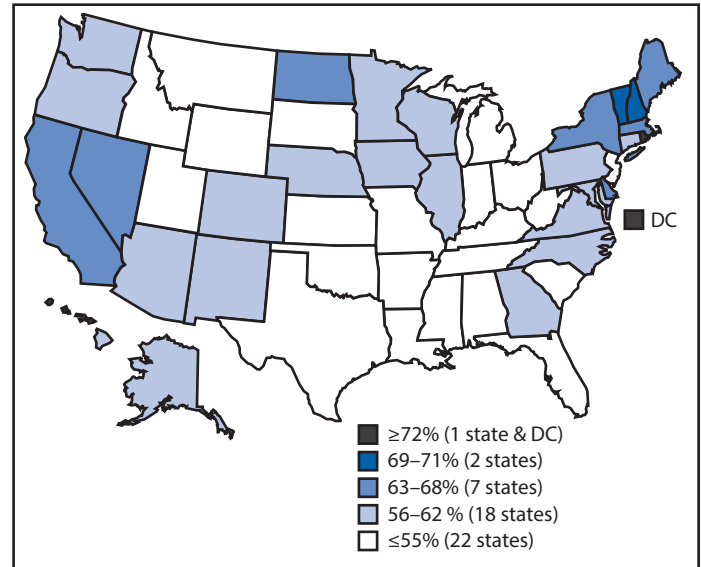 DC
≥72% (1 state & DC)
69–71% (2 states)
63–68% (7 states)
56–62 % (18 states)
≤55% (22 states)